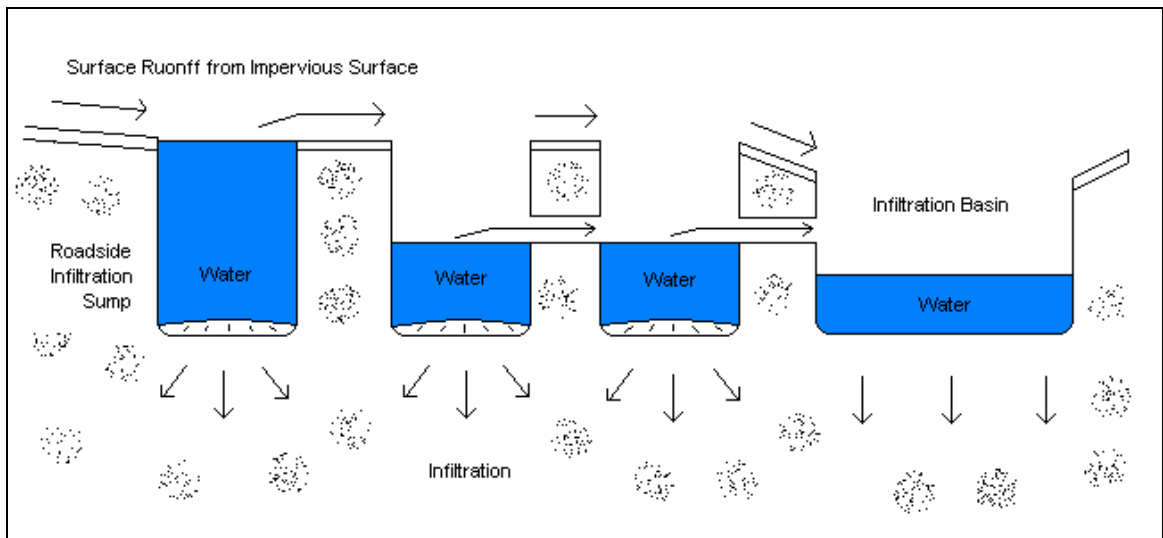 Surface Ruonff from Impervious Surface
Infiltration Basin
Roadside
Infiltration
Sump
Water
Water
Water
Water
Infiltration